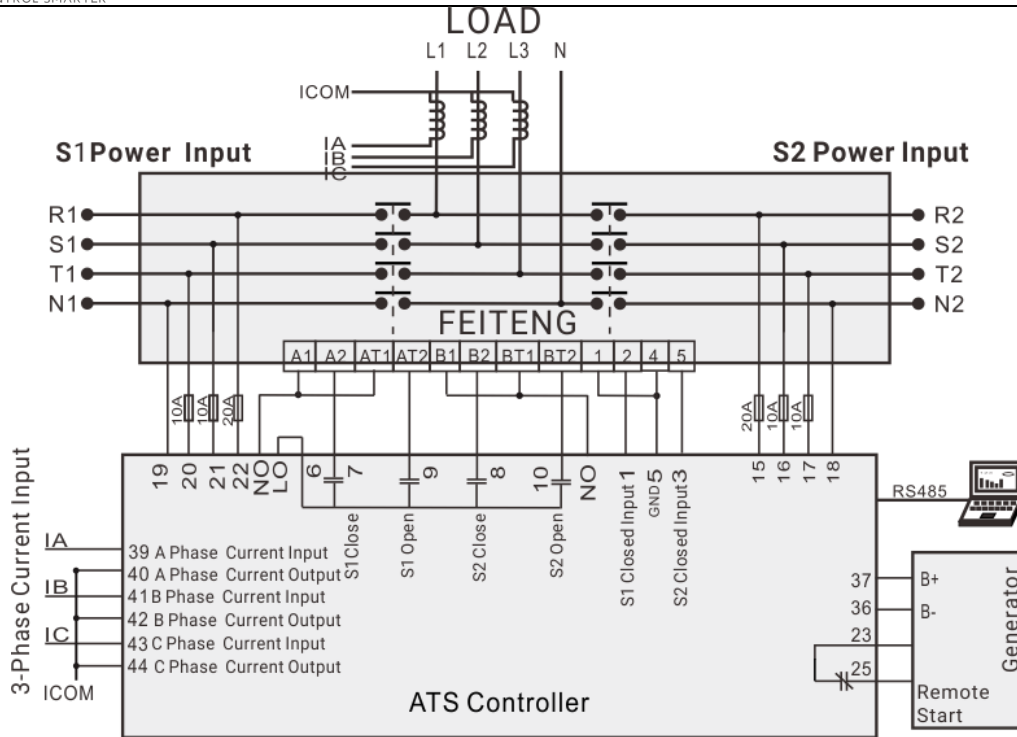 LOAD
L1 L2 L3 N
ICOM
IA
IB
IC
S1Power Input
S2 Power Input
R1
R2
S1
S2
T1
T2
N1
N2
FEITENG
A1 A2 AT1 AT2 B1 B2 BT1 BT2 1 2 4 5
10A 10A 20A
20A 10A 10A
19 20 21 22 NO LO 6 7 9 8 10 NO
S1 Closed Input 1
GND 5
S2 Closed Input 3
15 16 17 18
S1Close
S1 Open
S2 Close
S2 Open
RS485
3-Phase Current Input
IA
IB
IC
ICOM
39 A Phase Current Input
40 A Phase Current Output
41 B Phase Current Input
42 B Phase Current Output
43 C Phase Current Input
44 C Phase Current Output
ATS Controller
37
36
23
25
B+
B-
Remote
Start
Generator